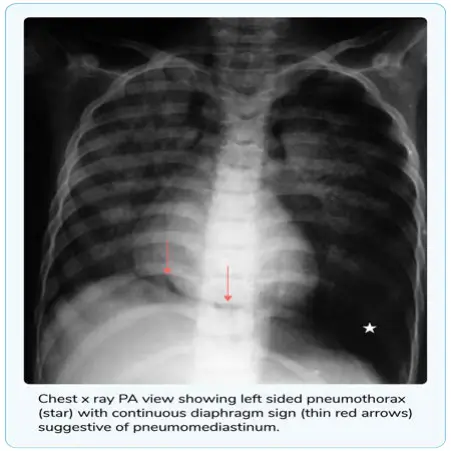 Chest x ray PA view showing left sided pneumothorax
(star) with continuous diaphragm sign (thin red arrows)
suggestive of pneumomediastinum.